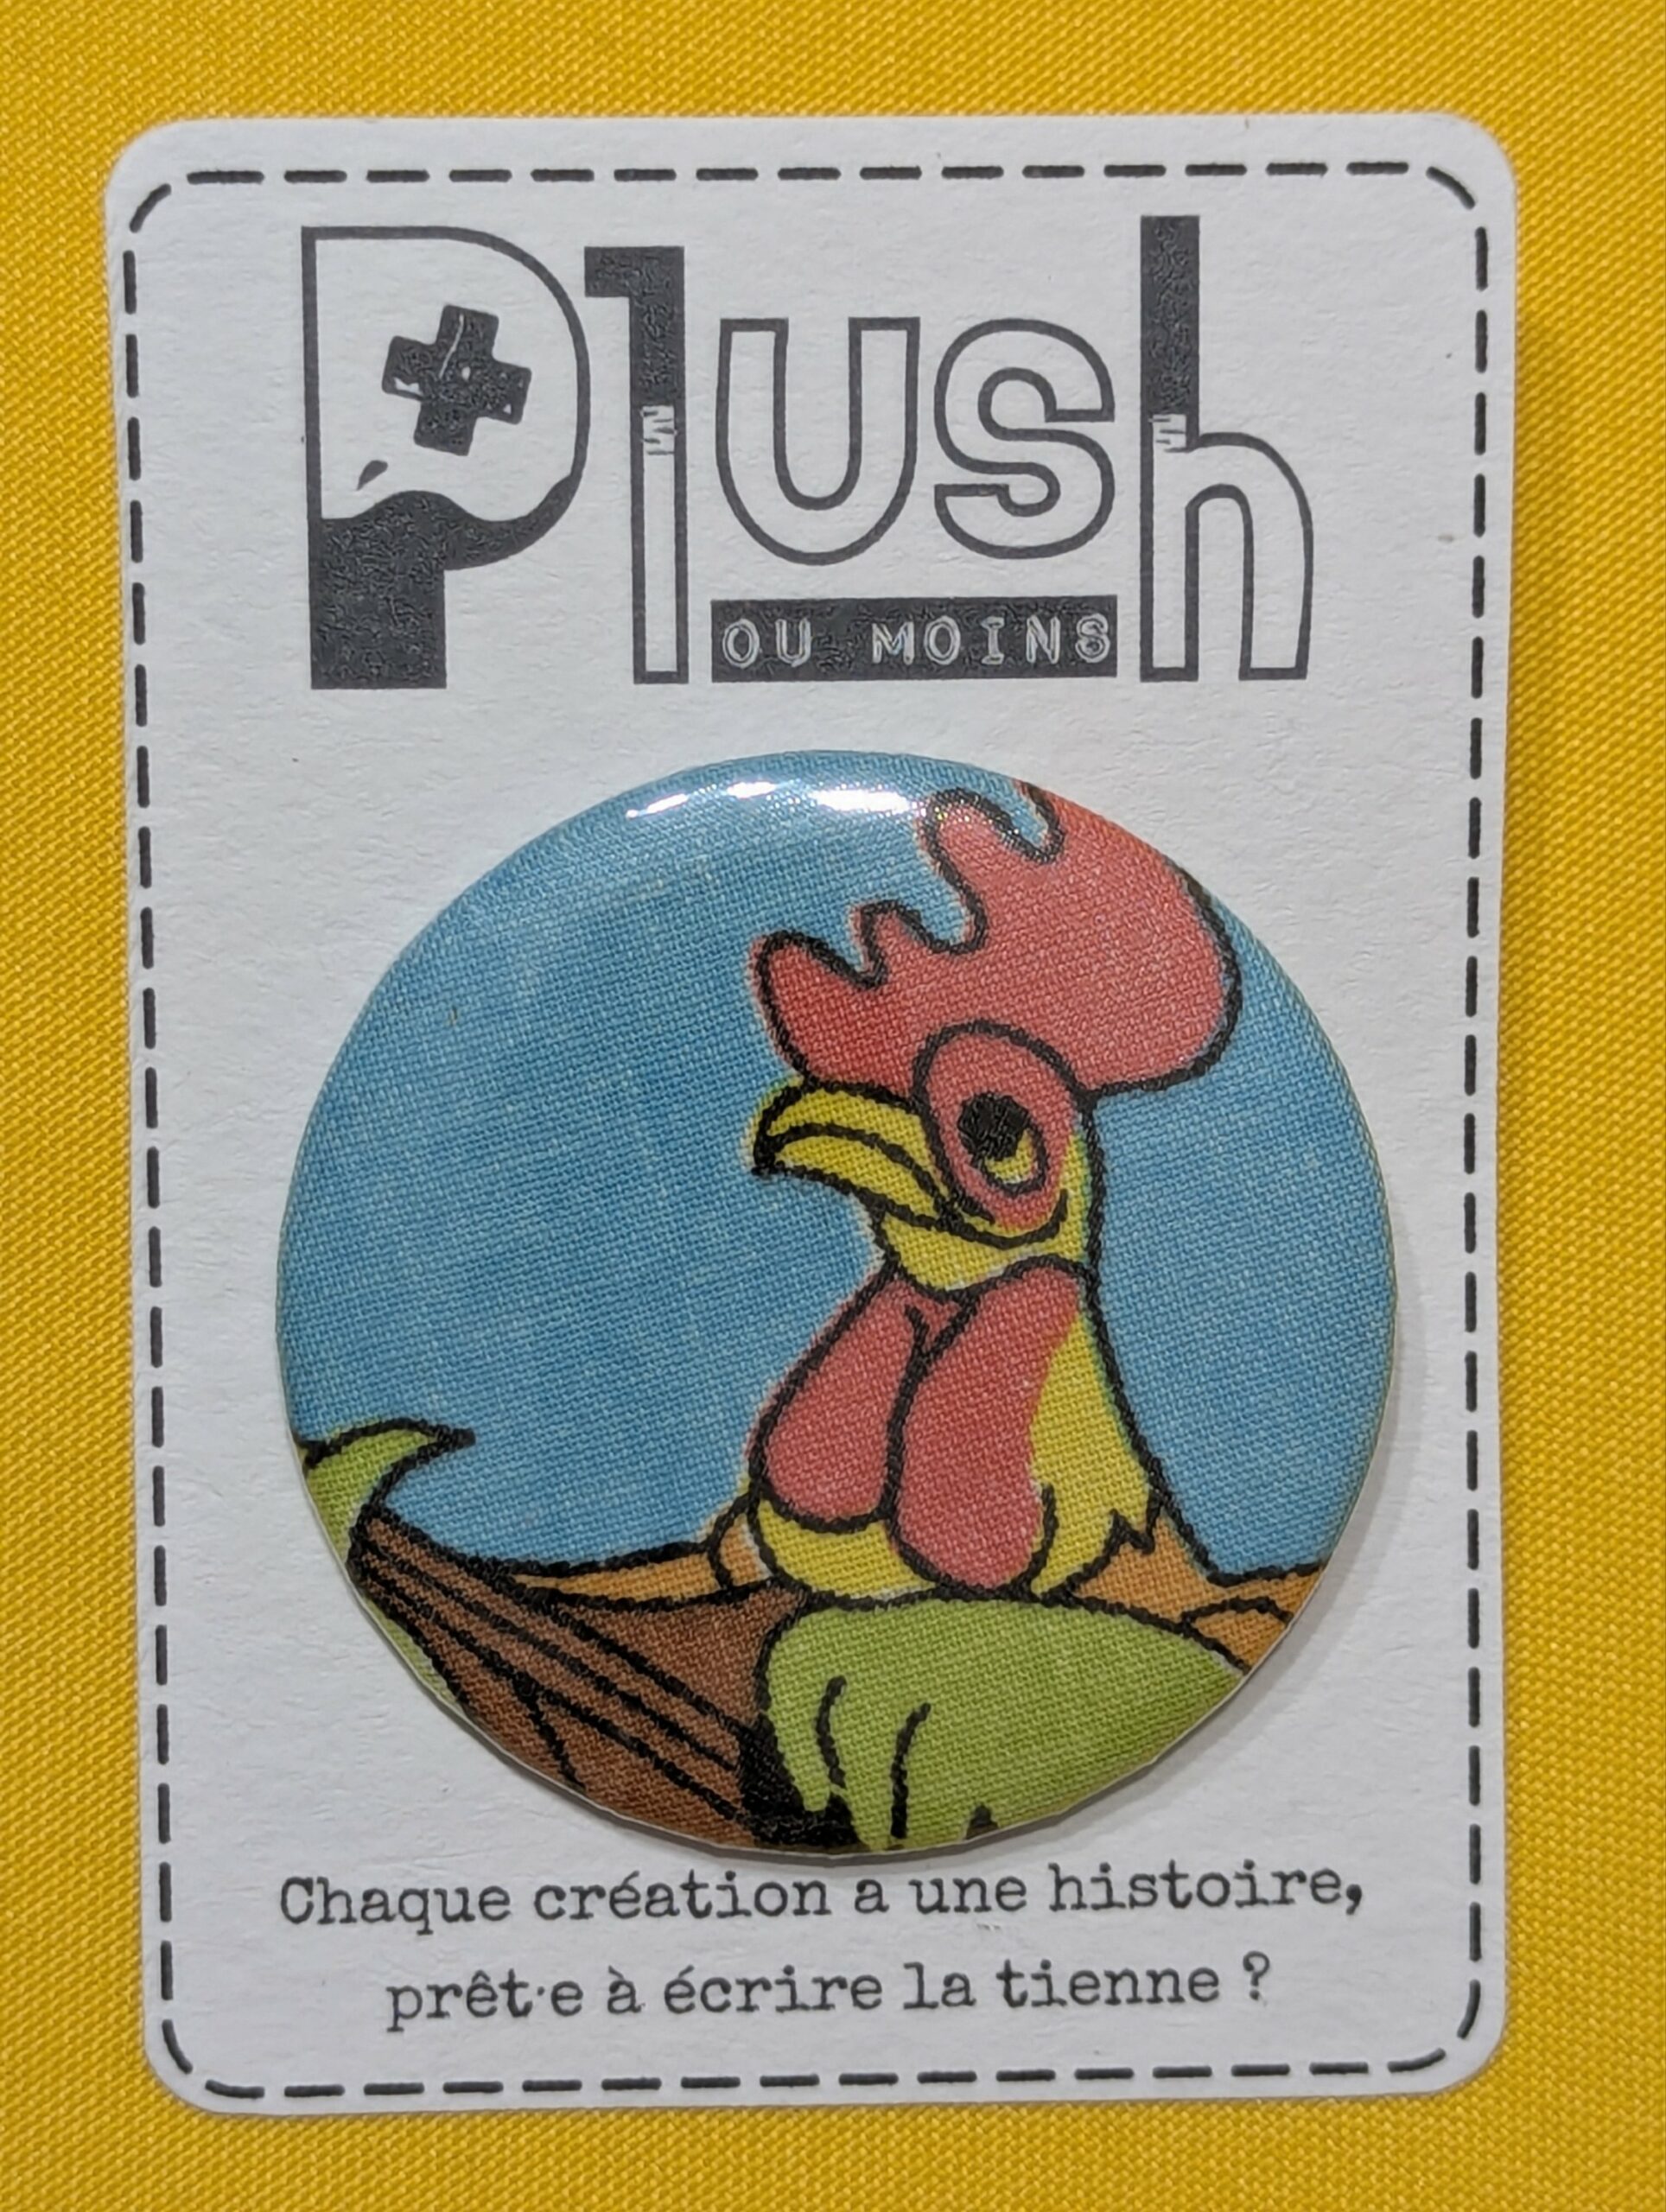 Plush
OU MOINS
Chaque création a une histoire,
prêt·e à écrire la tienne ?